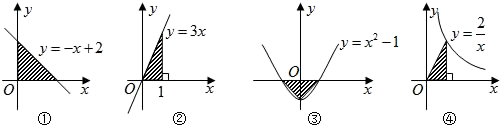 y y=-x+2 O x ①
y y=3x O 1 x ②
y y=x²-1 O x ③
y y=2/x O x ④